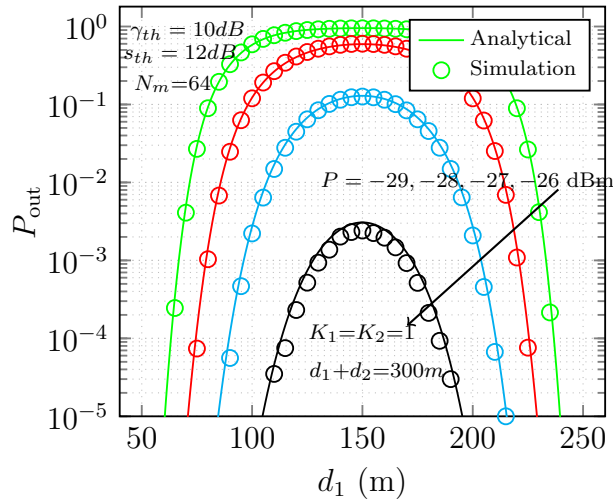 10^0
10^{-1}
10^{-2}
10^{-3}
10^{-4}
10^{-5}
P_out
γ_th = 10dB
s_th = 12dB
N_m=64
Analytical
Simulation
P = −29, −28, −27, −26 dBm
K_1=K_2=1
d_1+d_2=300m
50 100 150 200 250
d_1 (m)